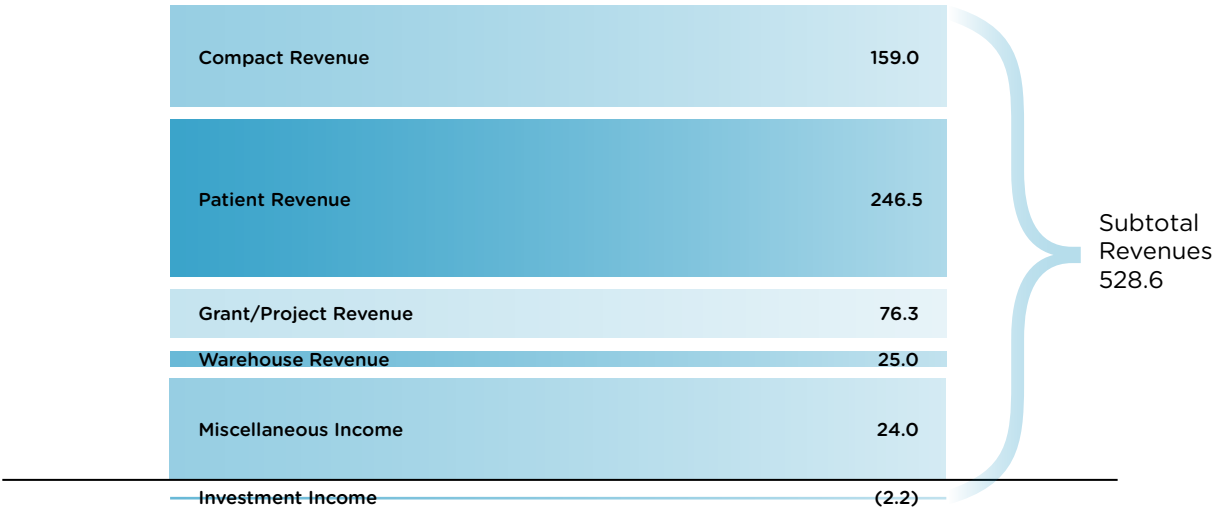 Compact Revenue 159.0
Patient Revenue 246.5
Subtotal
Revenues
528.6
Grant/Project Revenue 76.3
Warehouse Revenue 25.0
Miscellaneous Income 24.0
Investment Income (2.2)